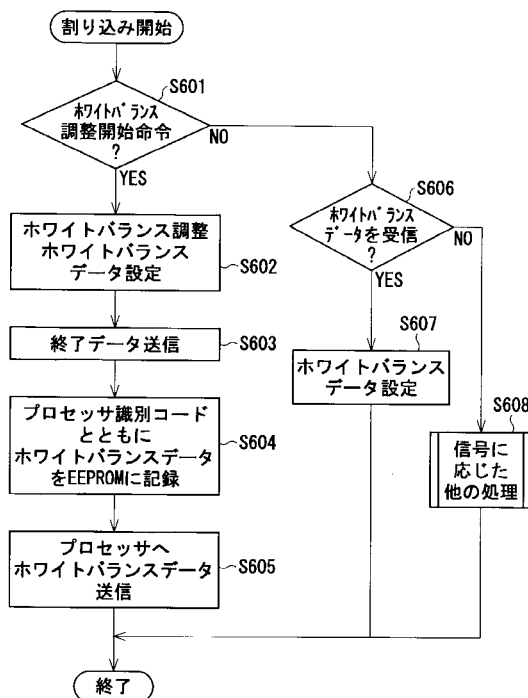 割り込み開始
S601
ホワイトバランス
調整開始命令
?
NO
YES
S606
ホワイトバランス
データを受信
?
NO
YES
ホワイトバランス調整
ホワイトバランス
データ設定
S602
終了データ送信
S603
S607
ホワイトバランス
データ設定
プロセッサ識別コード
とともに
ホワイトバランスデータ
をEEPROMに記録
S604
S608
信号に
応じた
他の処理
プロセッサへ
ホワイトバランスデータ
送信
S605
終了